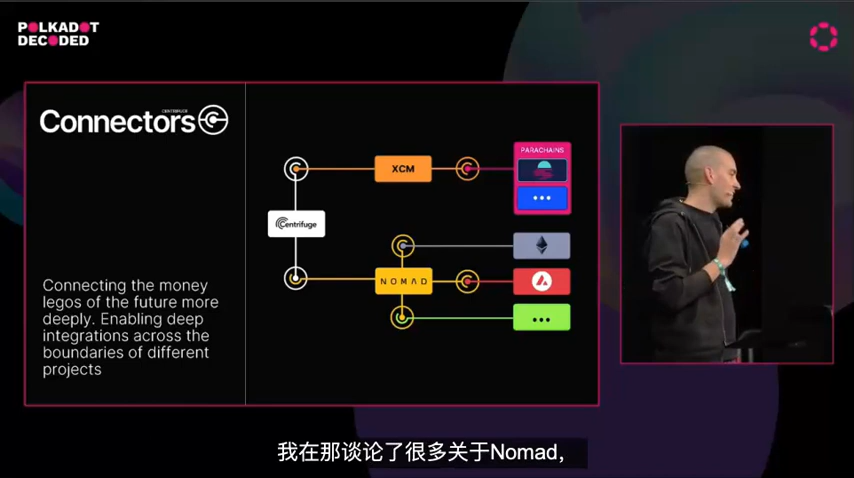 POLKADOT
DECODED
CENTRIFUGE
Connectors
Connecting the money
legos of the future more
deeply. Enabling deep
integrations across the
boundaries of different
projects
XCM
PARACHAINS
Centrifuge
NOMAD
我在那谈论了很多关于Nomad,